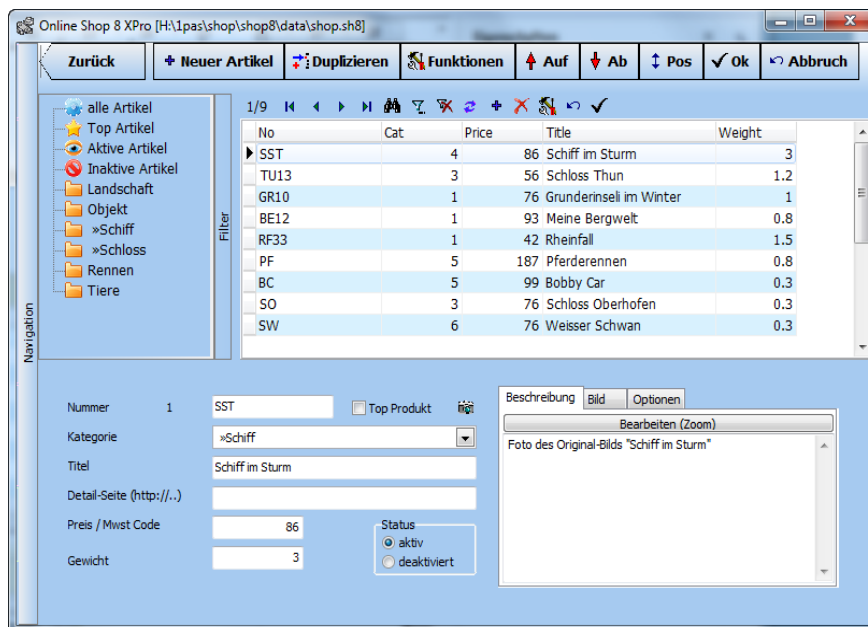 Online Shop 8 XPro [H:\1pas\shop\shop8\data\shop.sh8]
Zurück Neuer Artikel Duplizieren Funktionen Auf Ab Pos Ok Abbruch
alle Artikel
Top Artikel
Aktive Artikel
Inaktive Artikel
Landschaft
Objekt
»Schiff
»Schloss
Rennen
Tiere
Navigation
Filter
1/9
No Cat Price Title Weight
SST 4 86 Schiff im Sturm 3
TU13 3 56 Schloss Thun 1.2
GR10 1 76 Grunderinseli im Winter 1
BE12 1 93 Meine Bergwelt 0.8
RF33 1 42 Rheinfall 1.5
PF 5 187 Pferderennen 0.8
BC 5 99 Bobby Car 0.3
SO 3 76 Schloss Oberhofen 0.3
SW 6 76 Weisser Schwan 0.3
Nummer 1 SST Top Produkt
Kategorie »Schiff
Titel Schiff im Sturm
Detail-Seite (http://..)
Preis / Mwst Code 86
Gewicht 3
Status
aktiv
deaktiviert
Beschreibung Bild Optionen
Bearbeiten (Zoom)
Foto des Original-Bilds "Schiff im Sturm"